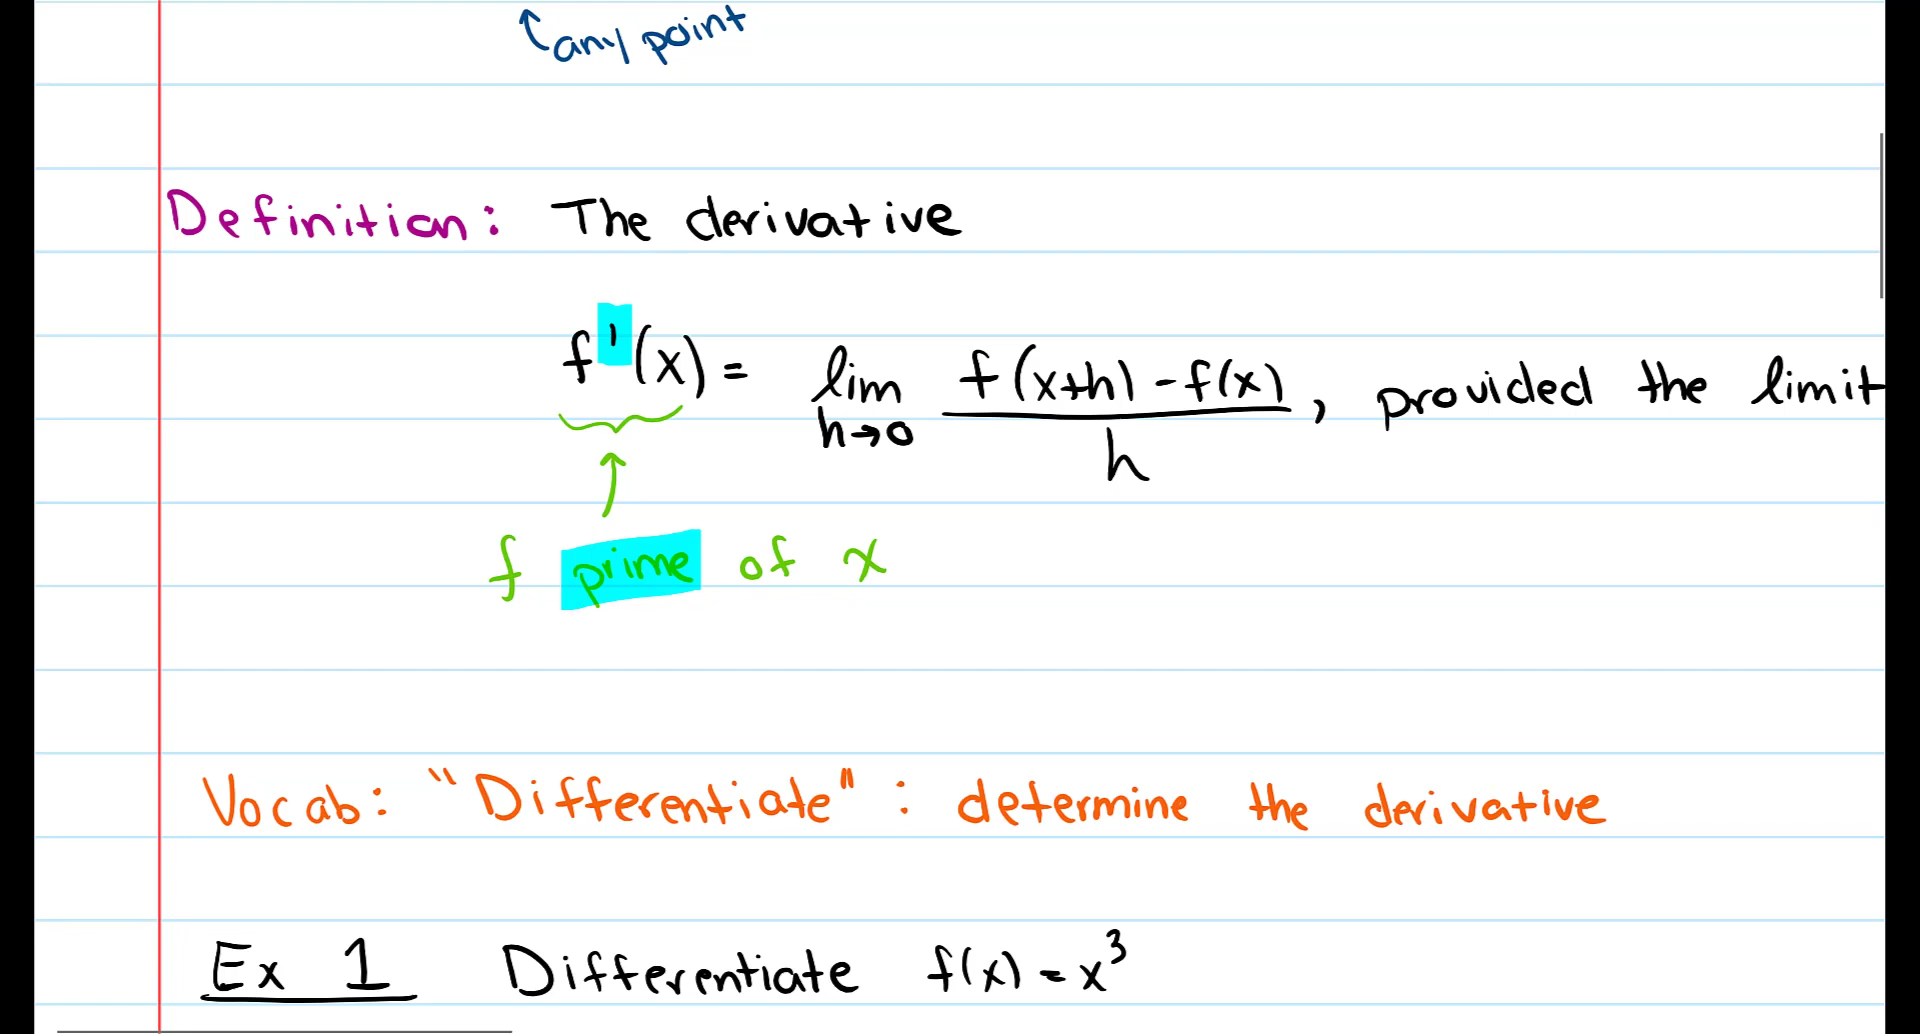 any point
Definition: The derivative
f'(x) = lim h→0 f(x+h) - f(x) / h, provided the limit
f prime of x
Vocab: "Differentiate": determine the derivative
Ex 1 Differentiate f(x) = x³